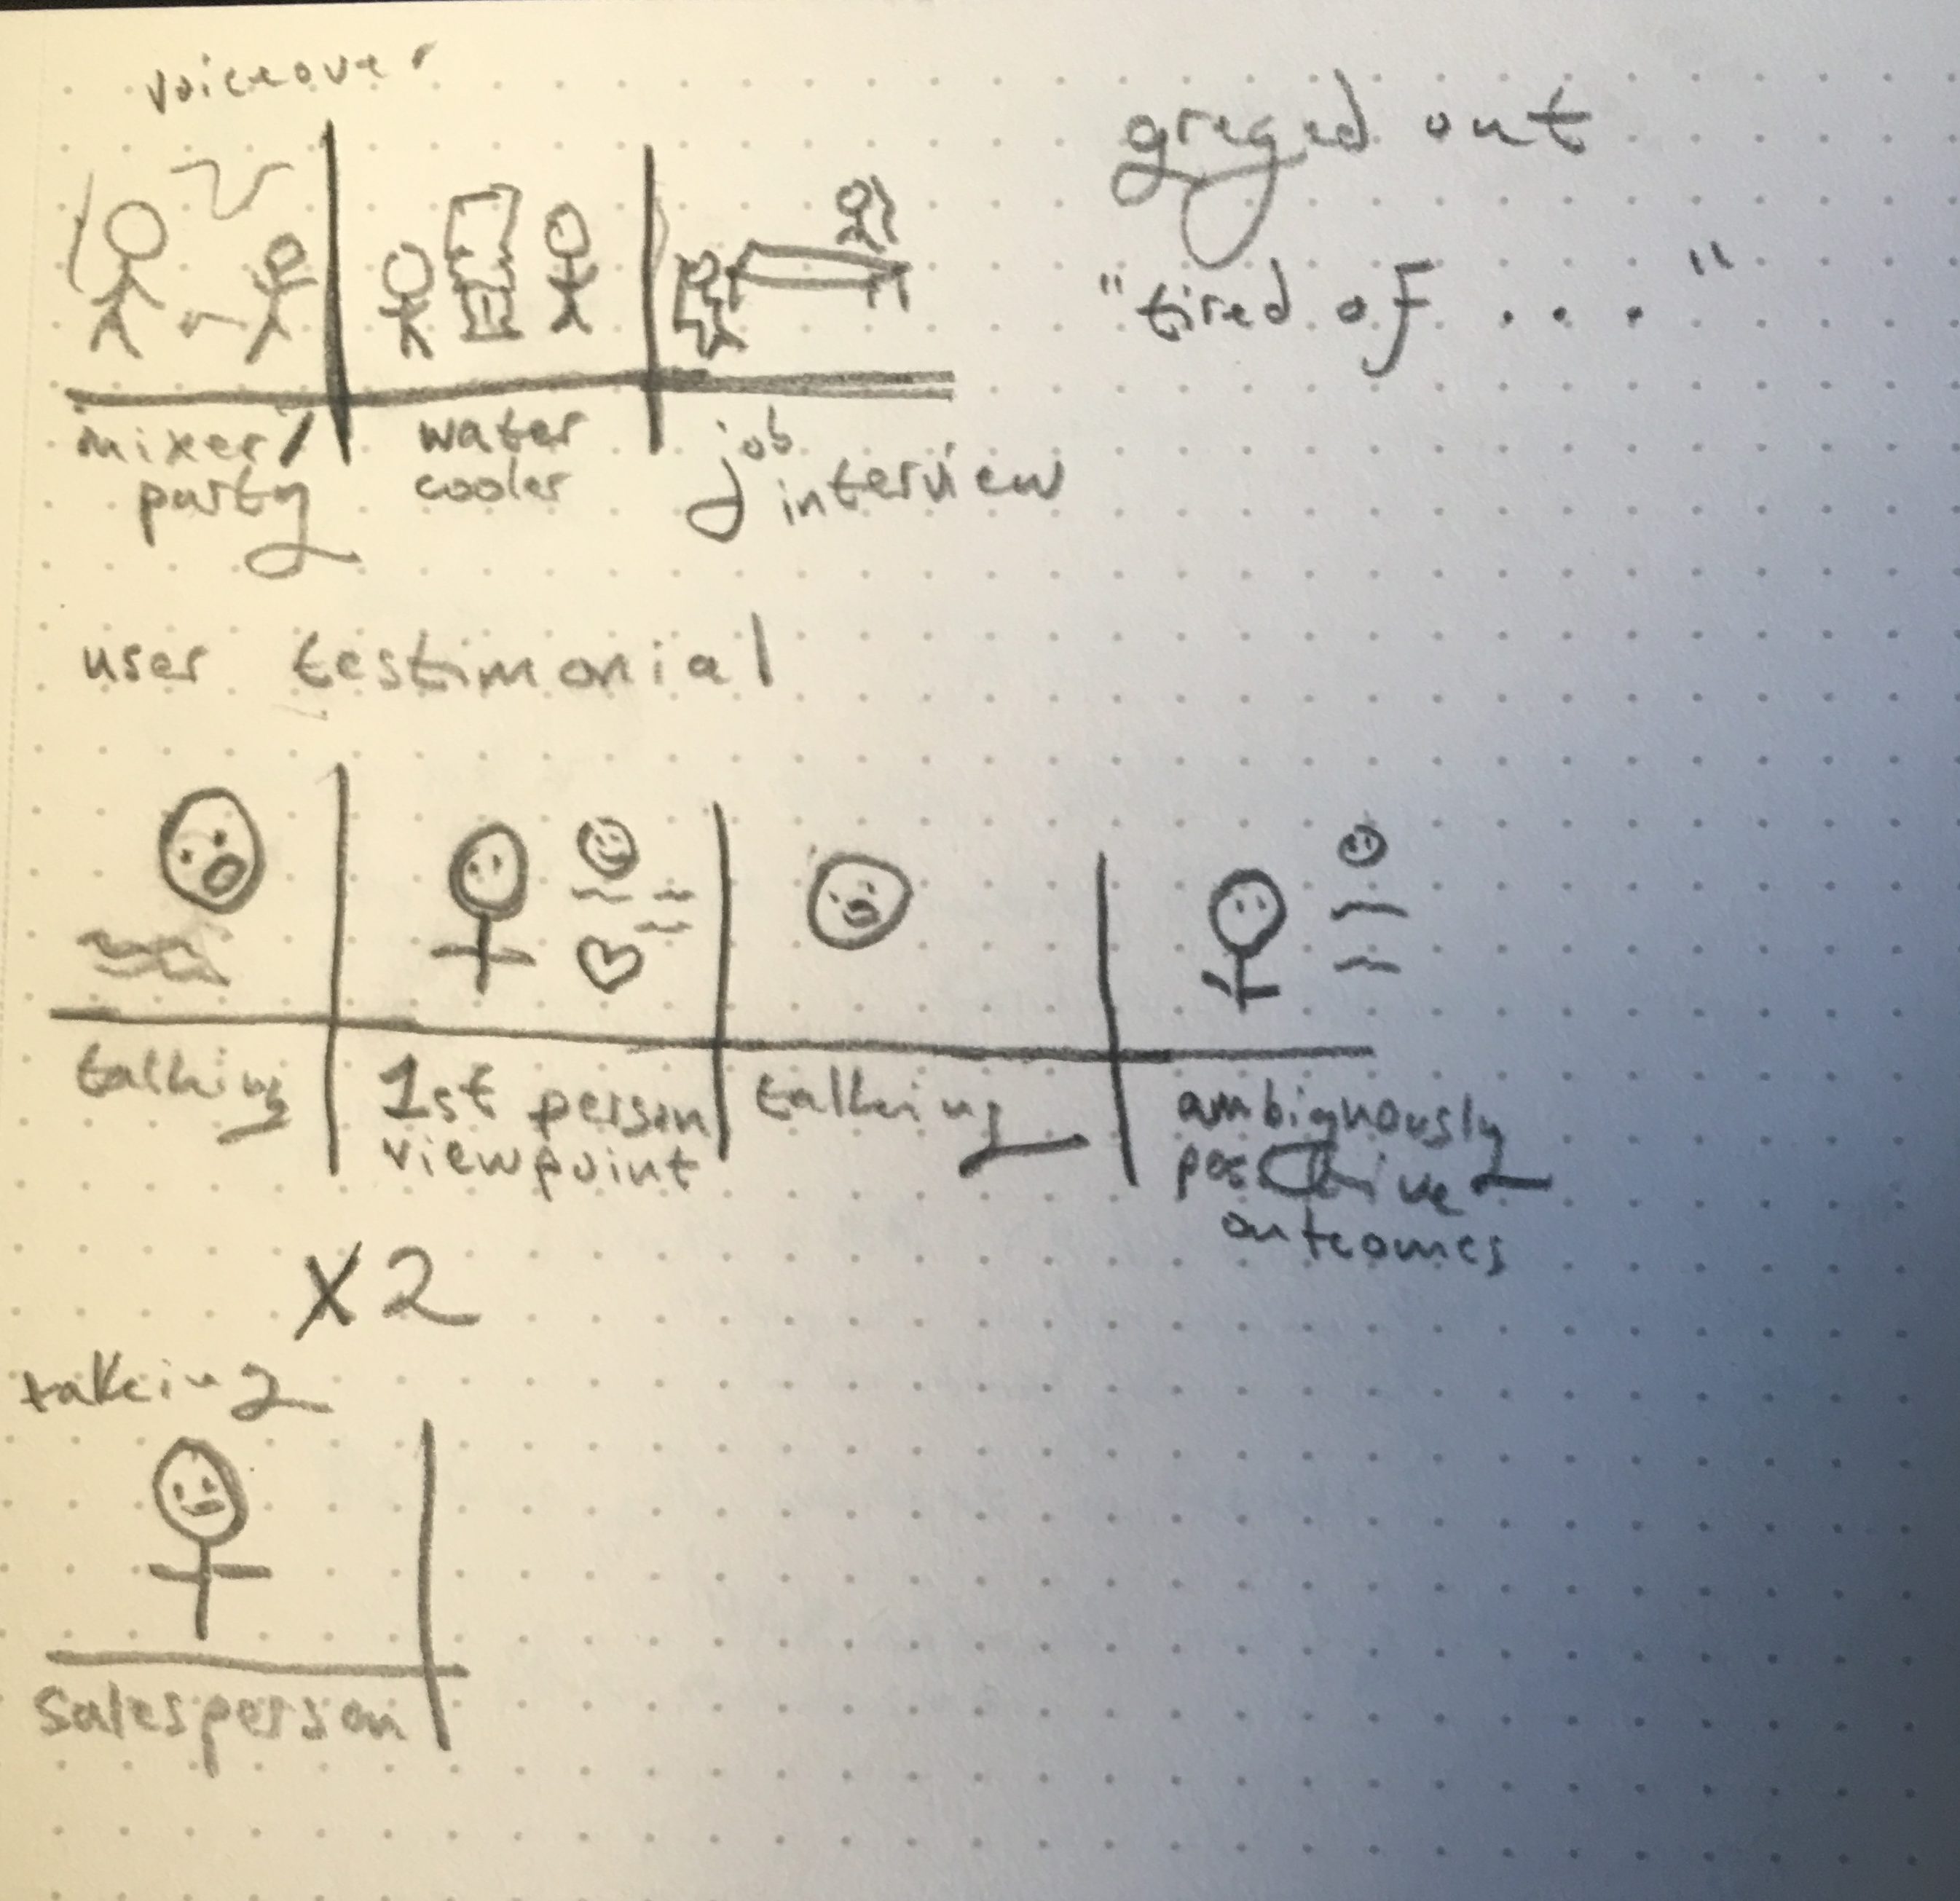 voiceover
greyed out
"tired of ..."
mixer/
party
water
cooler
job
interview
user testimonial
talking
1st person
viewpoint
talking
ambiguously
positive
outcomes
X2
talking
salesperson